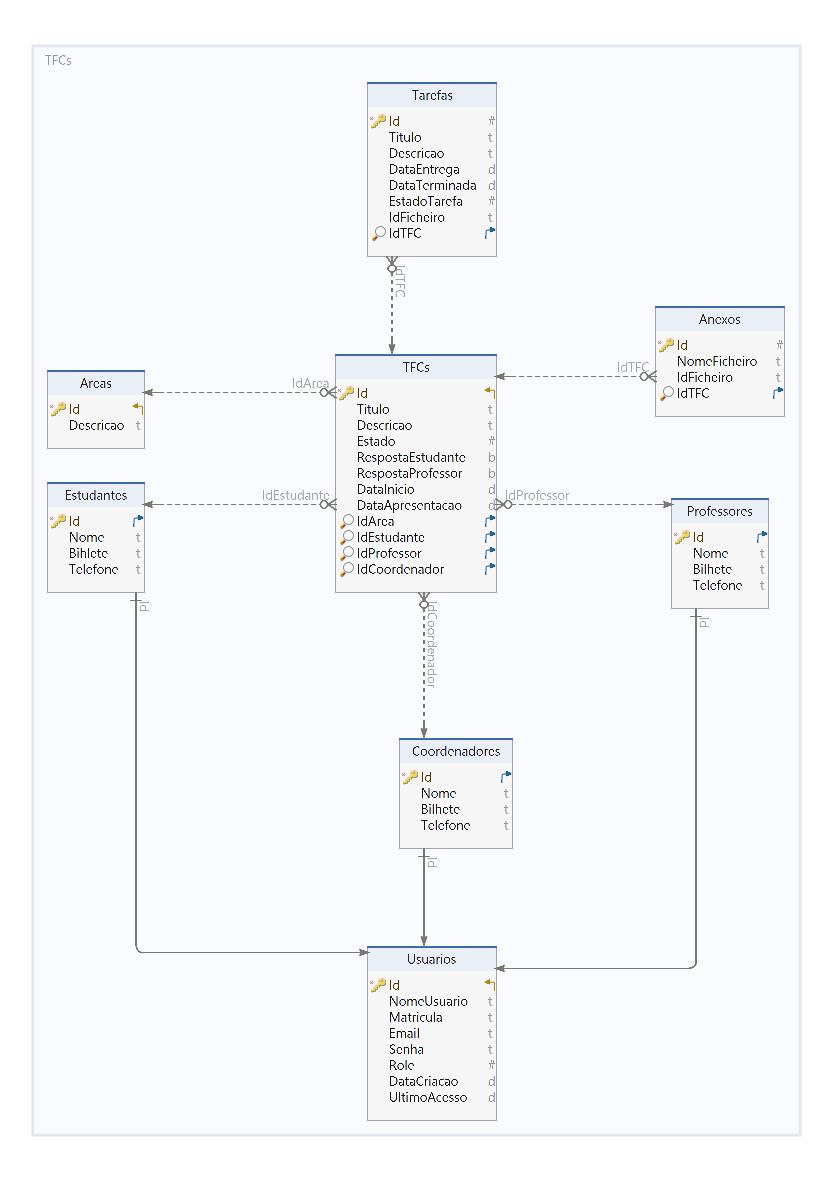 TFCs
Tarefas
Id #
Titulo t
Descricao t
DataEntrega d
DataTerminada d
EstadoTarefa #
IdFicheiro t
IdTFC
IdTFC
Anexos
Id #
NomeFicheiro t
IdFicheiro t
IdTFC
IdTFC
TFCs
Id
Titulo t
Descricao t
Estado #
RespostaEstudante b
RespostaProfessor b
DataInicio d
DataApresentacao d
IdArea
IdEstudante
IdProfessor
IdCoordenador
Areas
Id
Descricao t
IdArea
Estudantes
Id
Nome t
Bihlete t
Telefone t
IdEstudante
Id
IdProfessor
Professores
Id
Nome t
Bilhete t
Telefone t
Id
IdCoordenador
Coordenadores
Id
Nome t
Bilhete t
Telefone t
Id
Usuarios
Id
NomeUsuario t
Matricula t
Email t
Senha t
Role #
DataCriacao d
UltimoAcesso d